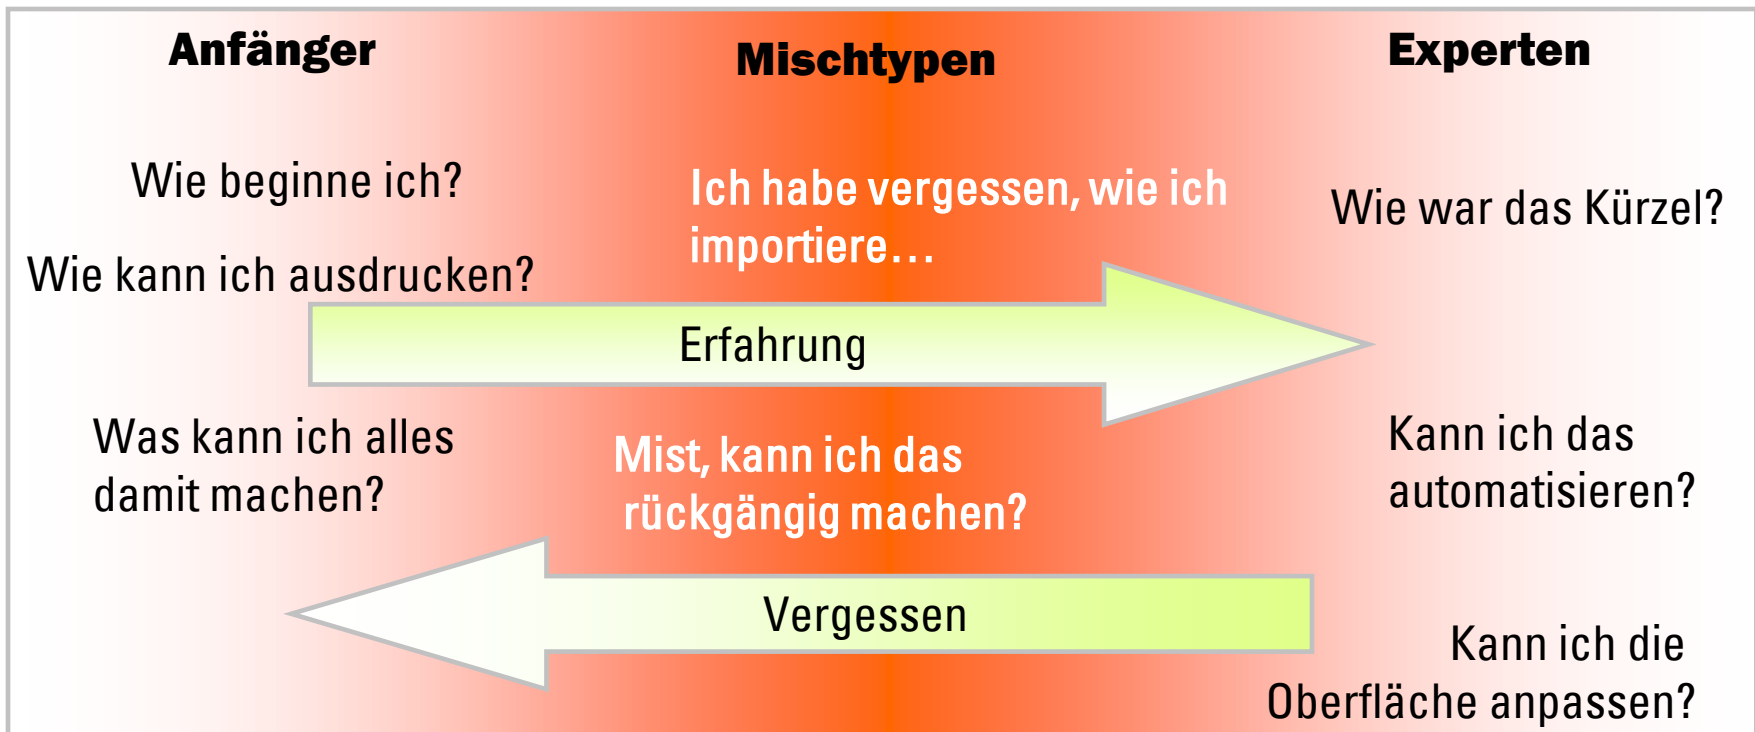 Anfänger
Mischtypen
Experten
Wie beginne ich?
Ich habe vergessen, wie ich
importiere…
Wie war das Kürzel?
Wie kann ich ausdrucken?
Erfahrung
Was kann ich alles
damit machen?
Mist, kann ich das
rückgängig machen?
Kann ich das
automatisieren?
Vergessen
Kann ich die
Oberfläche anpassen?